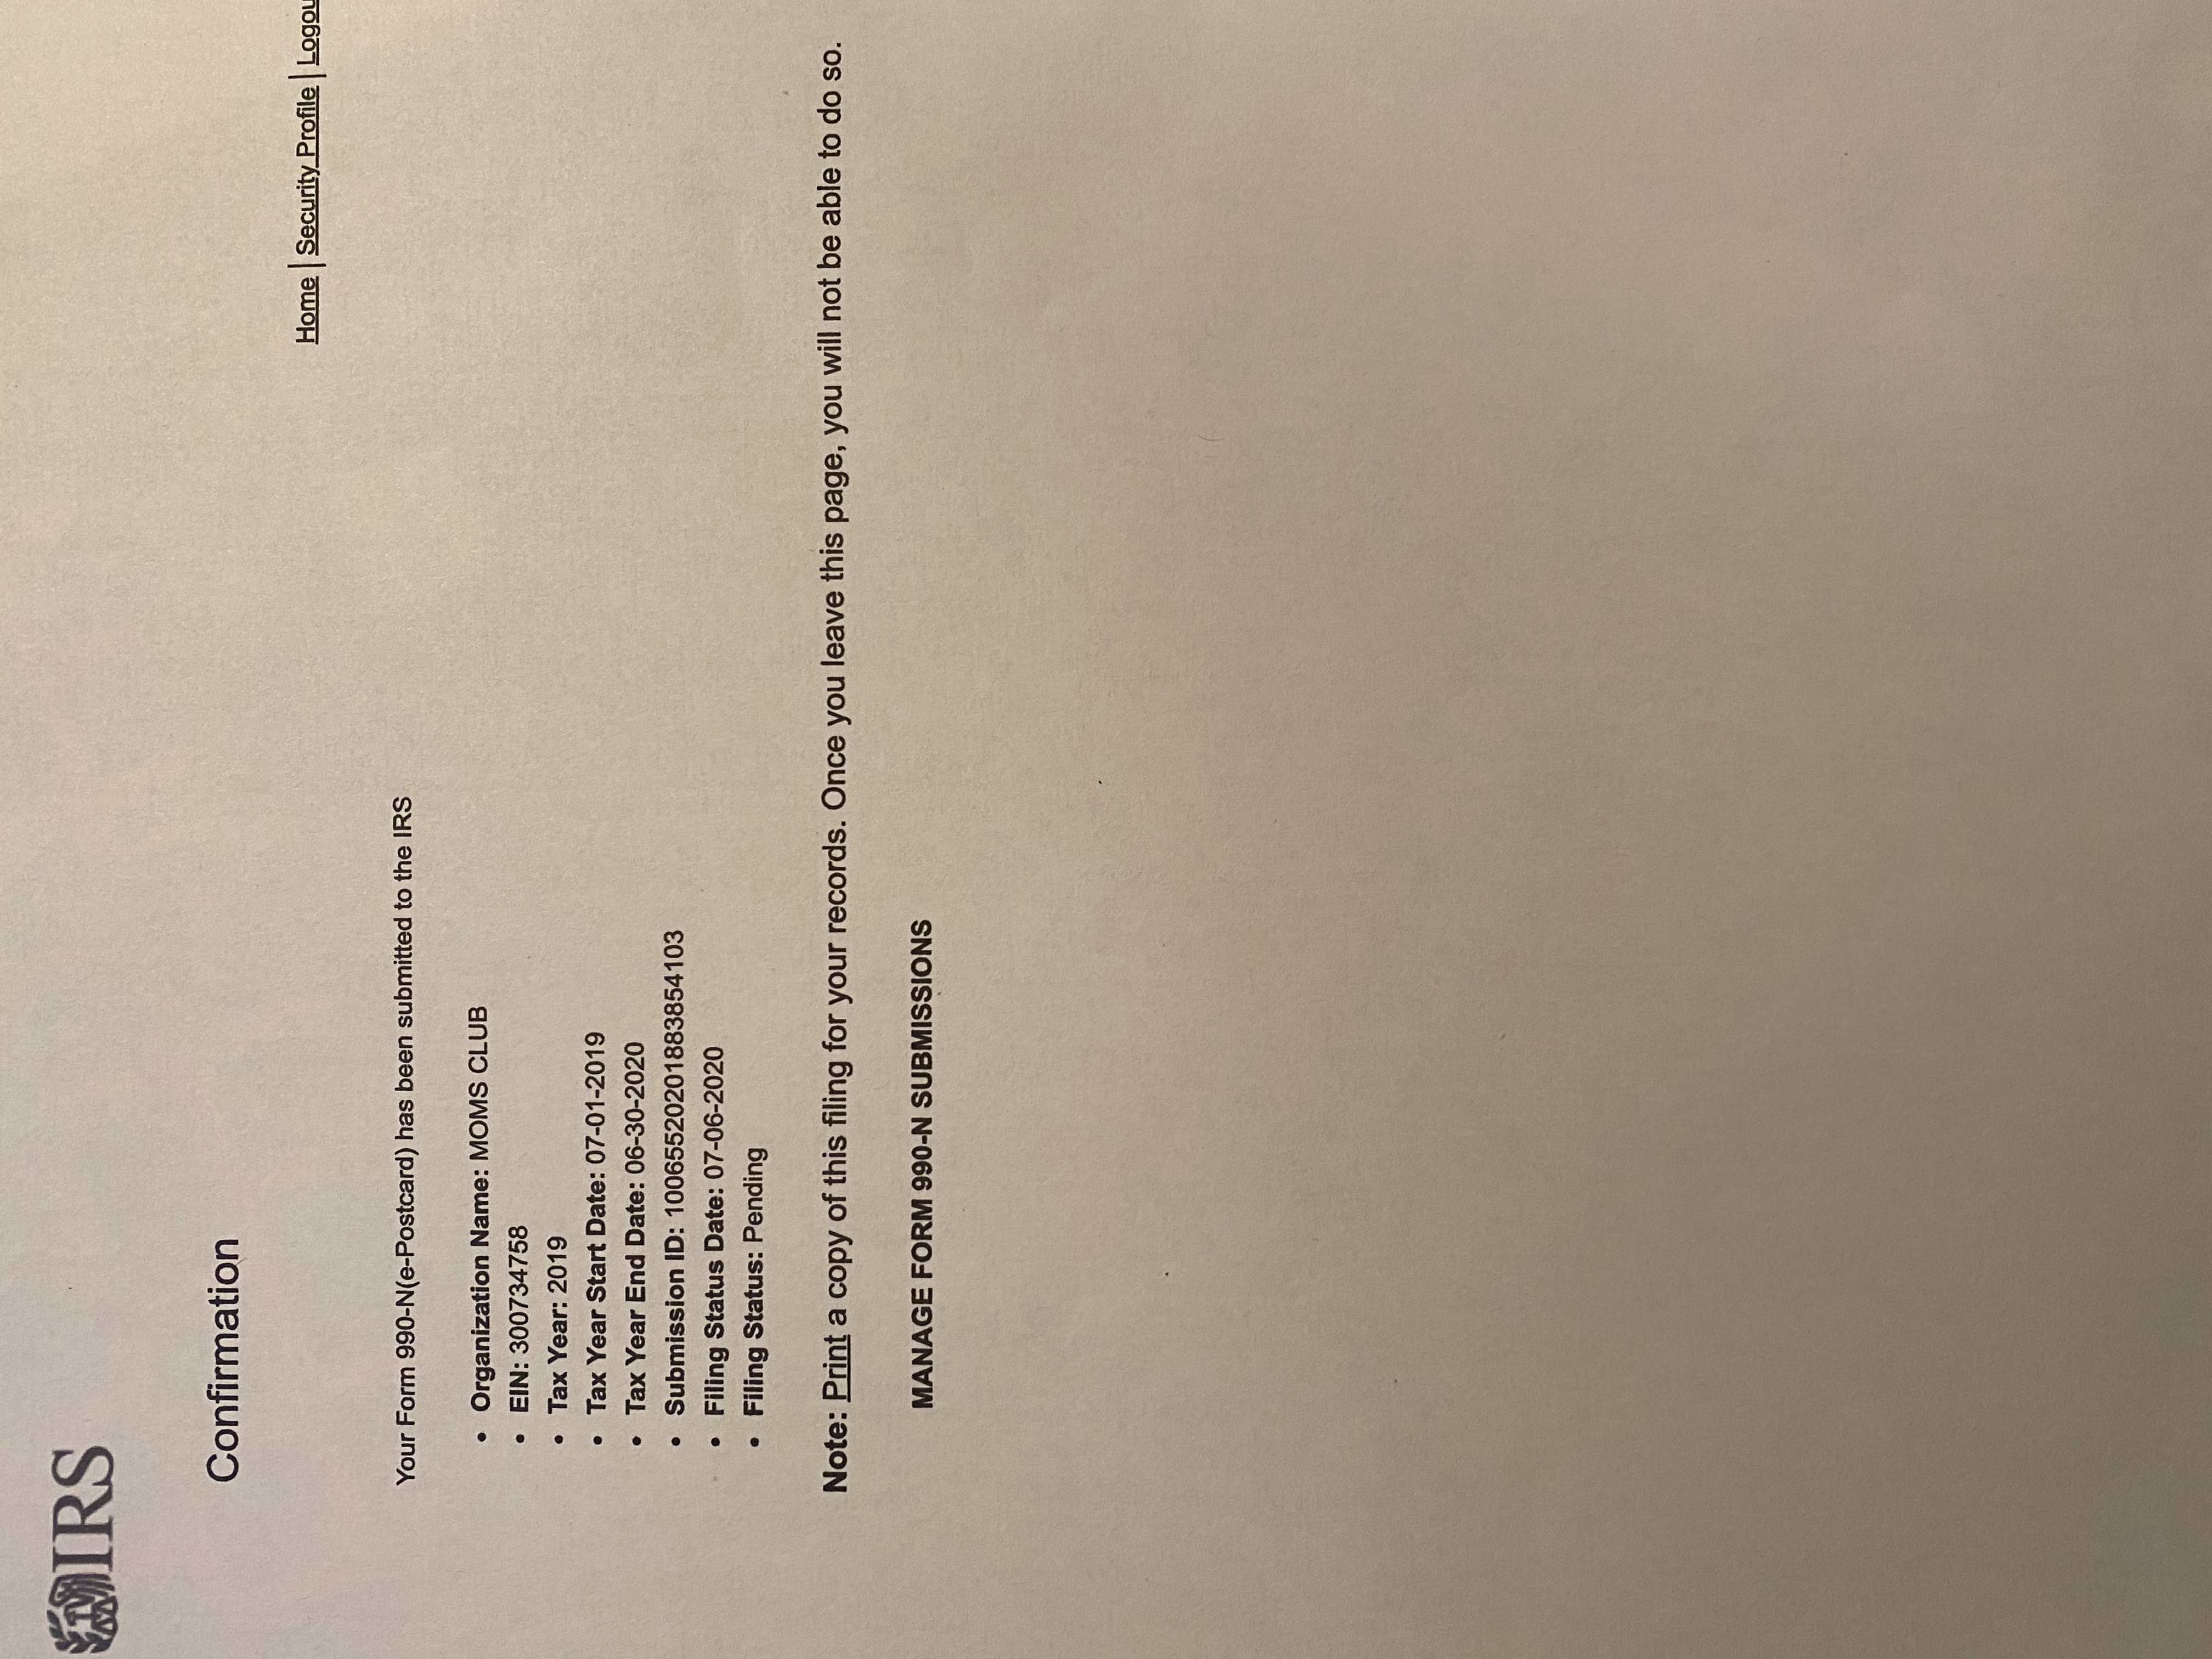 IRS
Confirmation
Home | Security Profile | Logou
Your Form 990-N(e-Postcard) has been submitted to the IRS
• Organization Name: MOMS CLUB
• EIN: 300734758
• Tax Year: 2019
• Tax Year Start Date: 07-01-2019
• Tax Year End Date: 06-30-2020
• Submission ID: 10065520201883854103
• Filing Status Date: 07-06-2020
• Filing Status: Pending
Note: Print a copy of this filing for your records. Once you leave this page, you will not be able to do so.
MANAGE FORM 990-N SUBMISSIONS